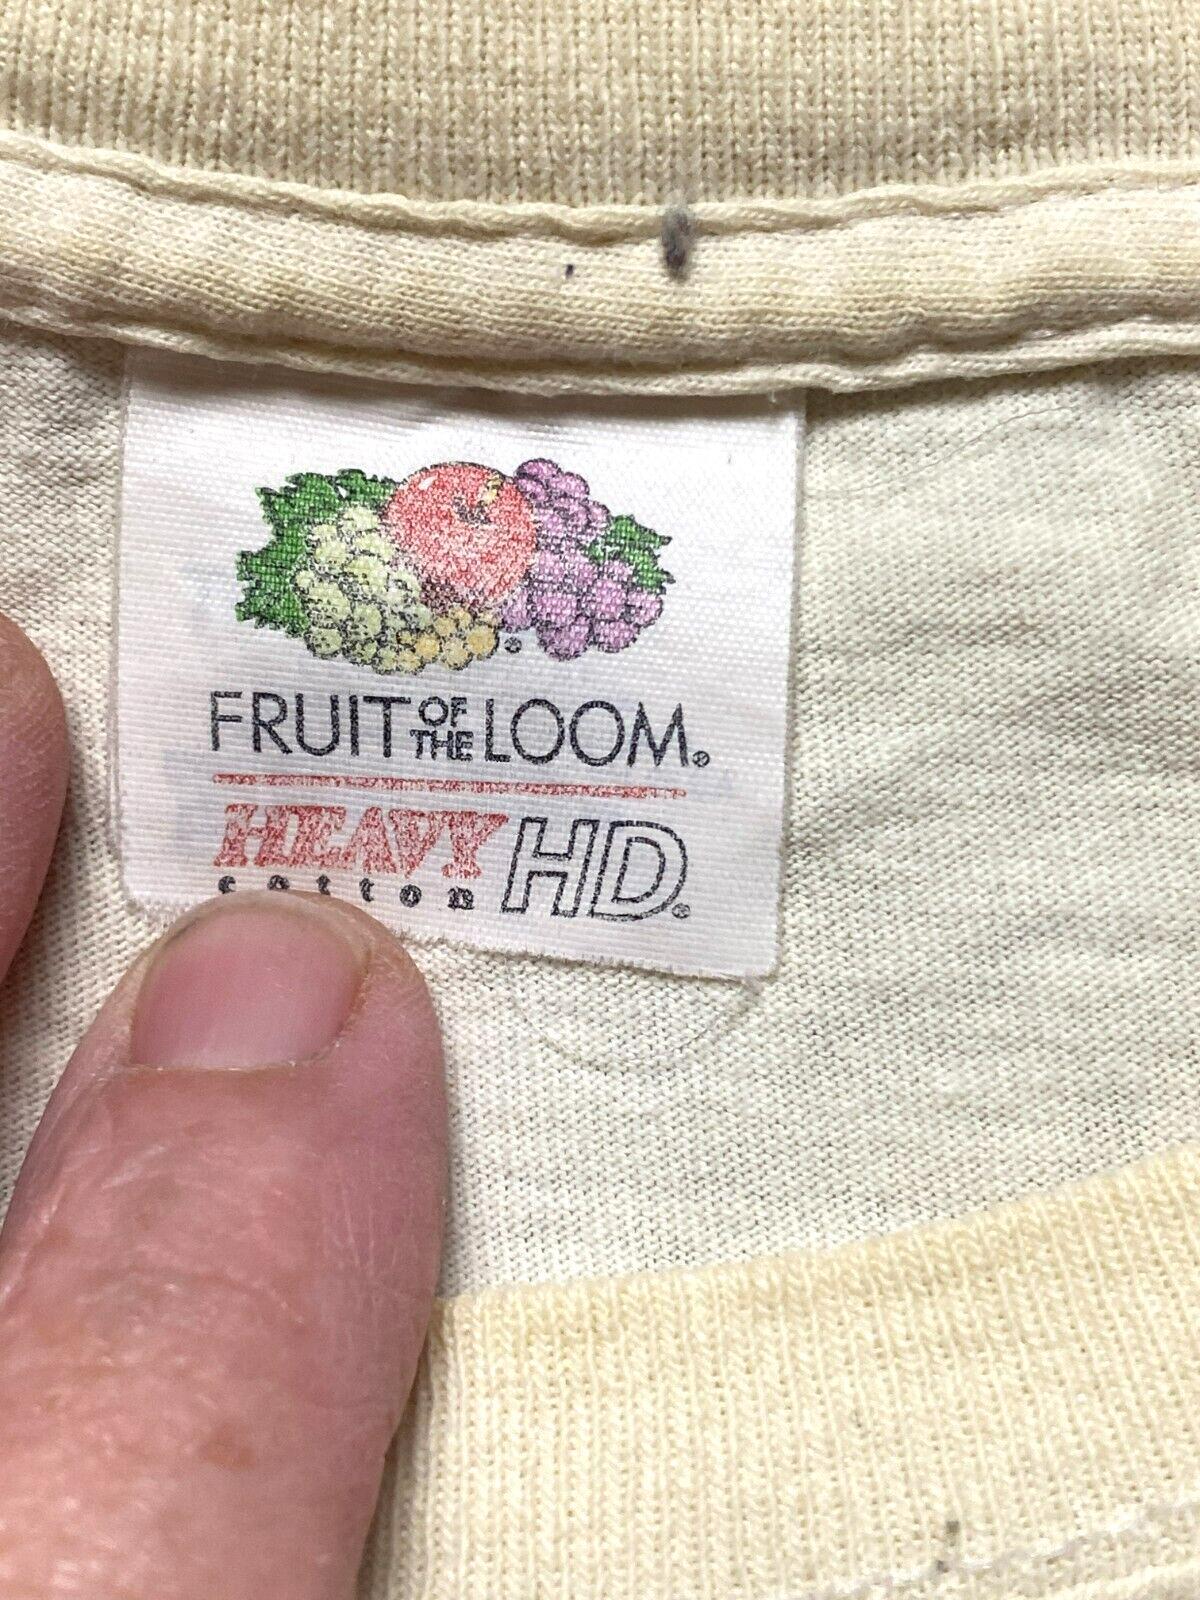 ®
FRUIT OF THE LOOM®
HEAVY HD®
cotton